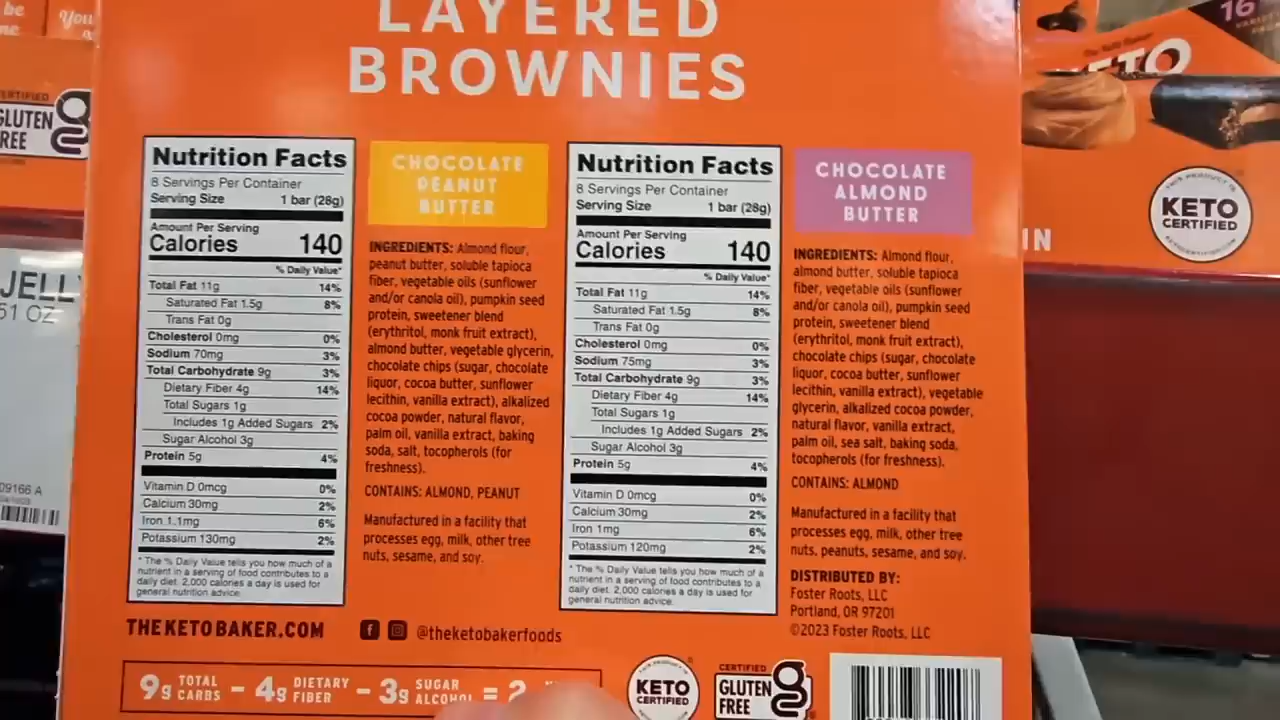 LAYERED
BROWNIES
Nutrition Facts
8 Servings Per Container
Serving Size 1 bar (28g)
Amount Per Serving
Calories 140
% Daily Value*
Total Fat 11g 14%
Saturated Fat 1.5g 8%
Trans Fat 0g
Cholesterol 0mg 0%
Sodium 70mg 3%
Total Carbohydrate 9g 3%
Dietary Fiber 4g 14%
Total Sugars 1g
Includes 1g Added Sugars 2%
Sugar Alcohol 3g
Protein 5g 4%
Vitamin D 0mcg 0%
Calcium 30mg 2%
Iron 1.1mg 6%
Potassium 130mg 2%
* The % Daily Value tells you how much of a
nutrient in a serving of food contributes to a
daily diet. 2,000 calories a day is used for
general nutrition advice.
CHOCOLATE
PEANUT
BUTTER
INGREDIENTS: Almond flour,
peanut butter, soluble tapioca
fiber, vegetable oils (sunflower
and/or canola oil), pumpkin seed
protein, sweetener blend
(erythritol, monk fruit extract),
almond butter, vegetable glycerin,
chocolate chips (sugar, chocolate
liquor, cocoa butter, sunflower
lecithin, vanilla extract), alkalized
cocoa powder, natural flavor,
palm oil, vanilla extract, baking
soda, salt, tocopherols (for
freshness).
CONTAINS: ALMOND, PEANUT
Manufactured in a facility that
processes egg, milk, other tree
nuts, sesame, and soy.
Nutrition Facts
8 Servings Per Container
Serving Size 1 bar (28g)
Amount Per Serving
Calories 140
% Daily Value*
Total Fat 11g 14%
Saturated Fat 1.5g 8%
Trans Fat 0g
Cholesterol 0mg 0%
Sodium 75mg 3%
Total Carbohydrate 9g 3%
Dietary Fiber 4g 14%
Total Sugars 1g
Includes 1g Added Sugars 2%
Sugar Alcohol 3g
Protein 5g 4%
Vitamin D 0mcg 0%
Calcium 30mg 2%
Iron 1mg 6%
Potassium 120mg 2%
* The % Daily Value tells you how much of a
nutrient in a serving of food contributes to a
daily diet. 2,000 calories a day is used for
general nutrition advice.
CHOCOLATE
ALMOND
BUTTER
INGREDIENTS: Almond flour,
almond butter, soluble tapioca
fiber, vegetable oils (sunflower
and/or canola oil), pumpkin seed
protein, sweetener blend
(erythritol, monk fruit extract),
chocolate chips (sugar, chocolate
liquor, cocoa butter, sunflower
lecithin, vanilla extract), vegetable
glycerin, alkalized cocoa powder,
natural flavor, vanilla extract,
palm oil, sea salt, baking soda,
tocopherols (for freshness).
CONTAINS: ALMOND
Manufactured in a facility that
processes egg, milk, other tree
nuts, peanuts, sesame, and soy.
DISTRIBUTED BY:
Foster Roots, LLC
Portland, OR 97201
©2023 Foster Roots, LLC
THEKETOBAKER.COM
@theketobakerfoods
9g TOTAL CARBS – 4g DIETARY FIBER – 3g SUGAR ALCOHOL = 2
KETO
CERTIFIED
CERTIFIED
GLUTEN
FREE
be
me
You
CERTIFIED
GLUTEN
FREE
JELLY
51 OZ
09166 A
16
KETO
KETO
CERTIFIED
IN